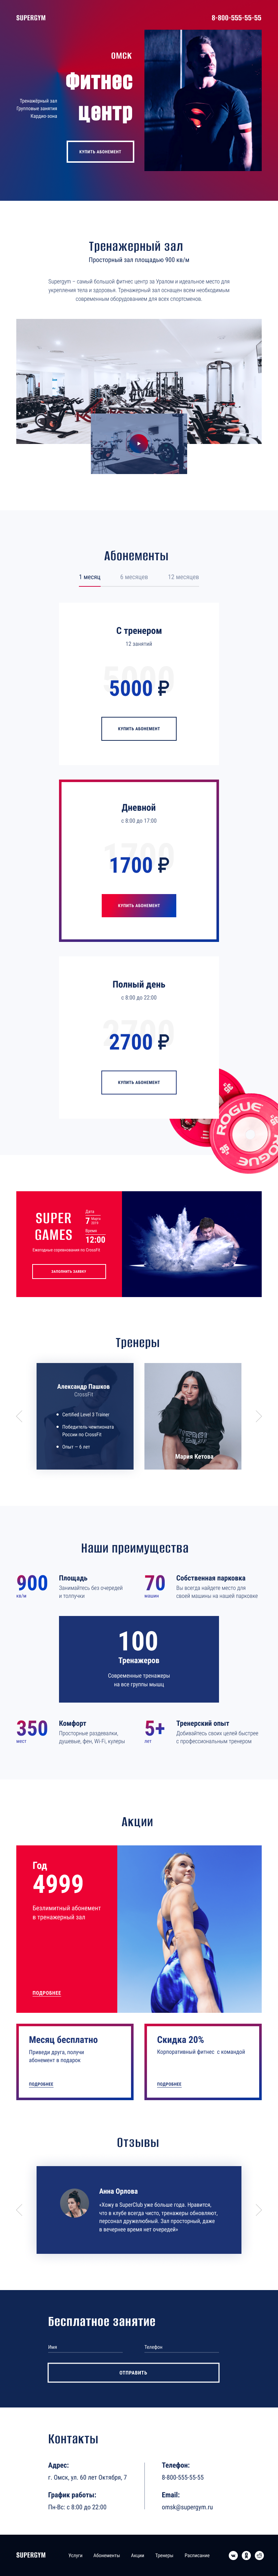 SUPERGYM
8-800-555-55-55
ОМСК
Фитнес
центр
Тренажёрный зал
Групповые занятия
Кардио-зона
КУПИТЬ АБОНЕМЕНТ
Тренажерный зал
Просторный зал площадью 900 кв/м
Supergym – самый большой фитнес центр за Уралом и идеальное место для
укрепления тела и здоровья. Тренажерный зал оснащен всем необходимым
современным оборудованием для всех спортсменов.
Абонементы
1 месяц
6 месяцев
12 месяцев
С тренером
12 занятий
5000
5000 ₽
КУПИТЬ АБОНЕМЕНТ
Дневной
с 8:00 до 17:00
1700
1700 ₽
КУПИТЬ АБОНЕМЕНТ
Полный день
с 8:00 до 22:00
2700
2700 ₽
КУПИТЬ АБОНЕМЕНТ
ROGUE
SUPER
GAMES
Дата
7 Марта
2019
Время
12:00
Ежегодные соревнования по CrossFit
ЗАПОЛНИТЬ ЗАЯВКУ
Тренеры
Александр Пашков
CrossFit
Certified Level 3 Trainer
Победитель чемпионата
России по CrossFit
Опыт – 6 лет
Мария Кетова
Наши преимущества
900
кв/м
Площадь
Занимайтесь без очередей
и толпучки
70
машин
Собственная парковка
Вы всегда найдете место для
своей машины на нашей парковке
100
Тренажеров
Современные тренажеры
на все группы мышц
350
мест
Комфорт
Просторные раздевалки,
душевые, фен, Wi-Fi, кулеры
5+
лет
Тренерский опыт
Добивайтесь своих целей быстрее
с профессиональным тренером
Акции
Год
4999
Безлимитный абонемент
в тренажерный зал
ПОДРОБНЕЕ
Месяц бесплатно
Приведи друга, получи
абонемент в подарок
ПОДРОБНЕЕ
Скидка 20%
Корпоративный фитнес с командой
ПОДРОБНЕЕ
Отзывы
Анна Орлова
«Хожу в SuperClub уже больше года. Нравится,
что в клубе всегда чисто, тренажеры обновляют,
персонал дружелюбный. Зал просторный, даже
в вечернее время нет очередей»
Бесплатное занятие
Имя
Телефон
ОТПРАВИТЬ
Контакты
Адрес:
г. Омск, ул. 60 лет Октября, 7
График работы:
Пн-Вс: с 8:00 до 22:00
Телефон:
8-800-555-55-55
Email:
omsk@supergym.ru
SUPERGYM
Услуги
Абонементы
Акции
Тренеры
Расписание